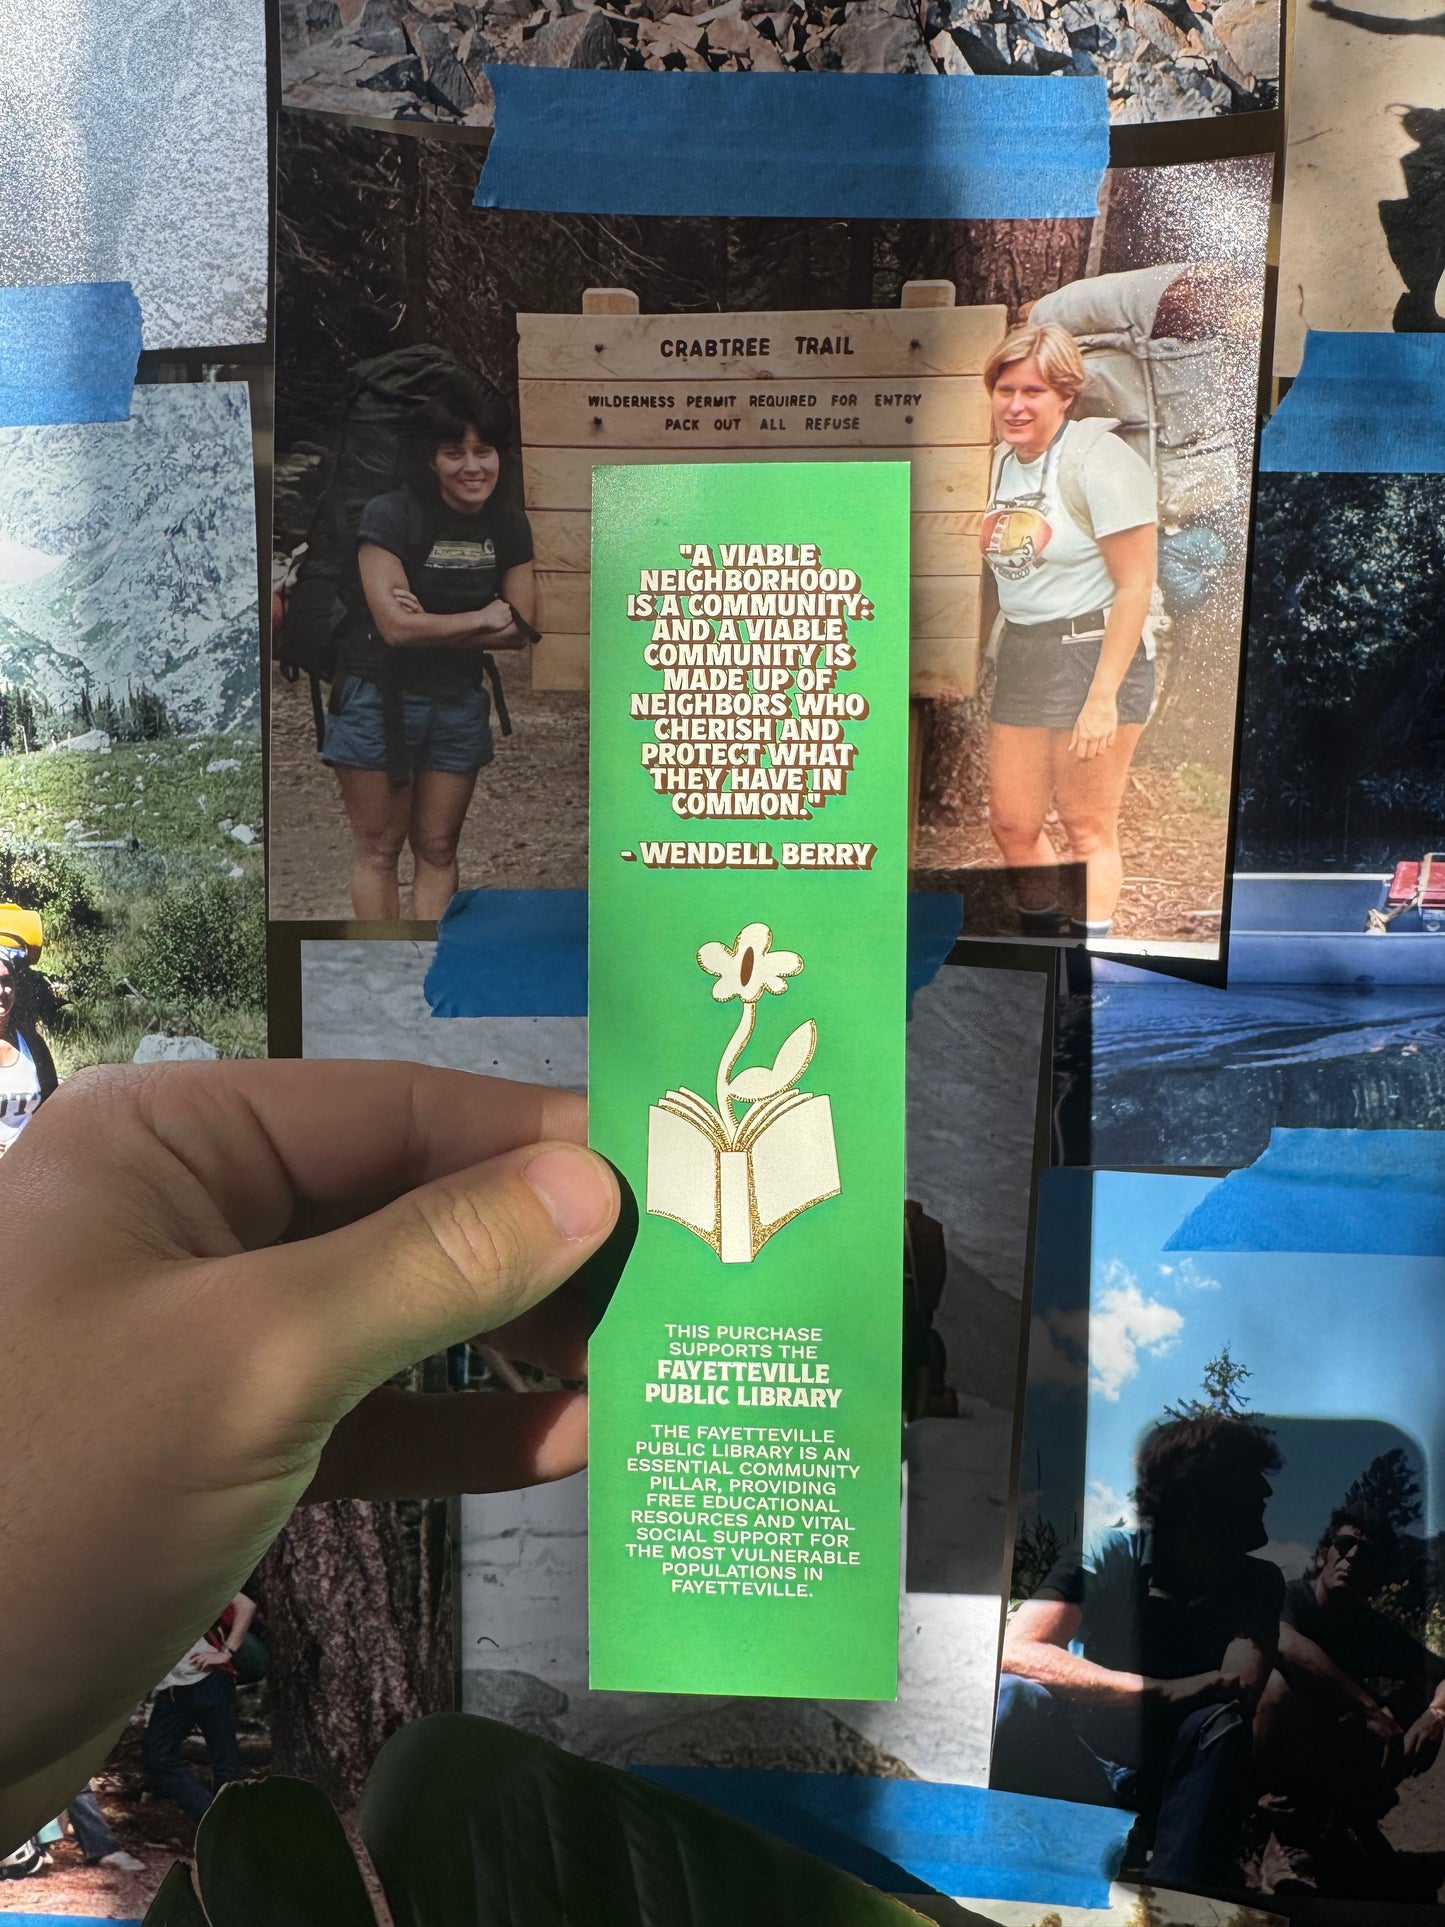 CRABTREE TRAIL
WILDERNESS PERMIT REQUIRED FOR ENTRY
PACK OUT ALL REFUSE
"A VIABLE
NEIGHBORHOOD
IS A COMMUNITY:
AND A VIABLE
COMMUNITY IS
MADE UP OF
NEIGHBORS WHO
CHERISH AND
PROTECT WHAT
THEY HAVE IN
COMMON."
- WENDELL BERRY
THIS PURCHASE
SUPPORTS THE
FAYETTEVILLE
PUBLIC LIBRARY
THE FAYETTEVILLE
PUBLIC LIBRARY IS AN
ESSENTIAL COMMUNITY
PILLAR, PROVIDING
FREE EDUCATIONAL
RESOURCES AND VITAL
SOCIAL SUPPORT FOR
THE MOST VULNERABLE
POPULATIONS IN
FAYETTEVILLE.